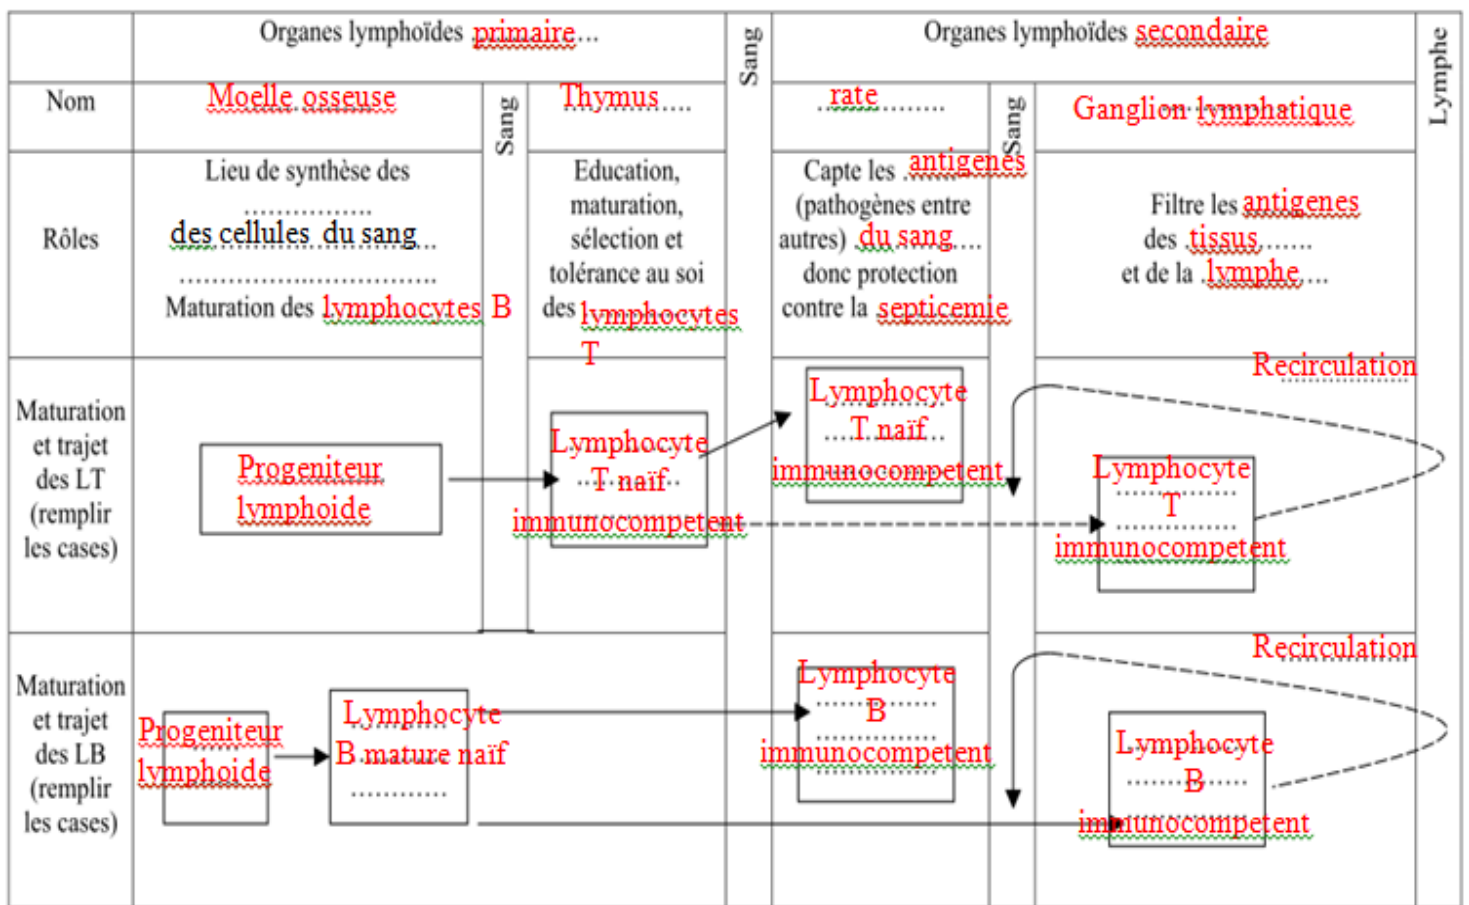 Organes lymphoïdes primaire...
Sang
Organes lymphoïdes secondaire
Lymphe
Nom
Moelle osseuse
Sang
Thymus....
rate
Sang
Ganglion lymphatique
Rôles
Lieu de synthèse des
................
des cellules du sang...
................................
Maturation des lymphocytes B
Education,
maturation,
sélection et
tolérance au soi
des lymphocytes
T
Capte les antigenes
(pathogènes entre
autres) du sang....
donc protection
contre la septicemie
Filtre les antigenes
des tissus.......
et de la lymphe....
Maturation
et trajet
des LT
(remplir
les cases)
Progeniteur
lymphoide
Lymphocyte
T naïf
immunocompetent
Lymphocyte
T naïf
immunocompetent
Recirculation
Lymphocyte
T
immunocompetent
Maturation
et trajet
des LB
(remplir
les cases)
Progeniteur
lymphoide
Lymphocyte
B mature naïf
............
Lymphocyte
B
immunocompetent
Recirculation
Lymphocyte
B
immunocompetent